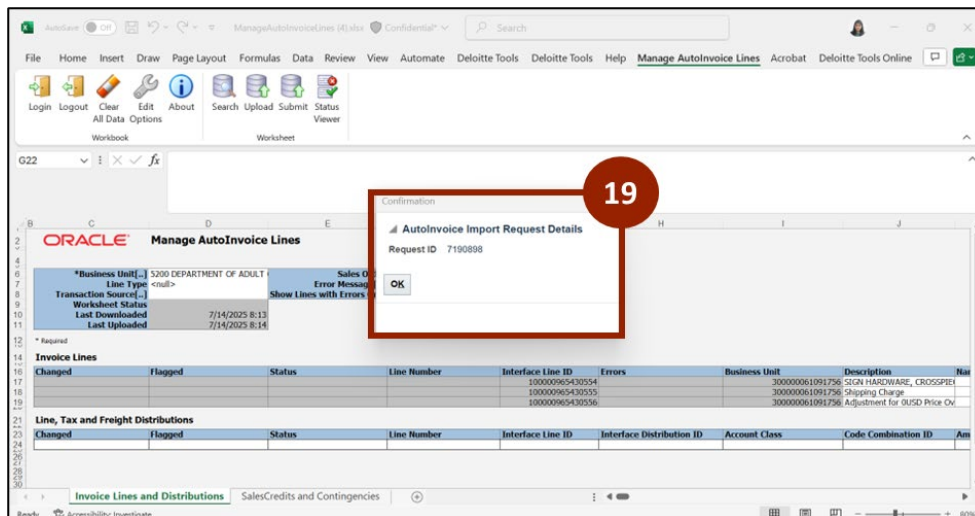 AutoSave Off ManageAutoInvoiceLines (4).xlsx Confidential* Search
File Home Insert Draw Page Layout Formulas Data Review View Automate Deloitte Tools Deloitte Tools Help Manage AutoInvoice Lines Acrobat Deloitte Tools Online
Login Logout Clear All Data Edit Options About Search Upload Submit Status Viewer
Workbook Worksheet
G22 fx
19
Confirmation
AutoInvoice Import Request Details
Request ID 7190898
OK
B C D E H I J
ORACLE Manage AutoInvoice Lines
*Business Unit[..] 5200 DEPARTMENT OF ADULT
Line Type <null> Error Messag
Transaction Source[..] Show Lines with Errors
Worksheet Status
Last Downloaded 7/14/2025 8:13
Last Uploaded 7/14/2025 8:14
* Required
Invoice Lines
Changed Flagged Status Line Number Interface Line ID Errors Business Unit Description
100000965430554 300000061091756 SIGN HARDWARE, CROSSPIE
100000965430555 300000061091756 Shipping Charge
100000965430556 300000061091756 Adjustment for 0USD Price Ov
Line, Tax and Freight Distributions
Changed Flagged Status Line Number Interface Line ID Interface Distribution ID Account Class Code Combination ID Am
Invoice Lines and Distributions SalesCredits and Contingencies
Ready Accessibility: Investigate 80%